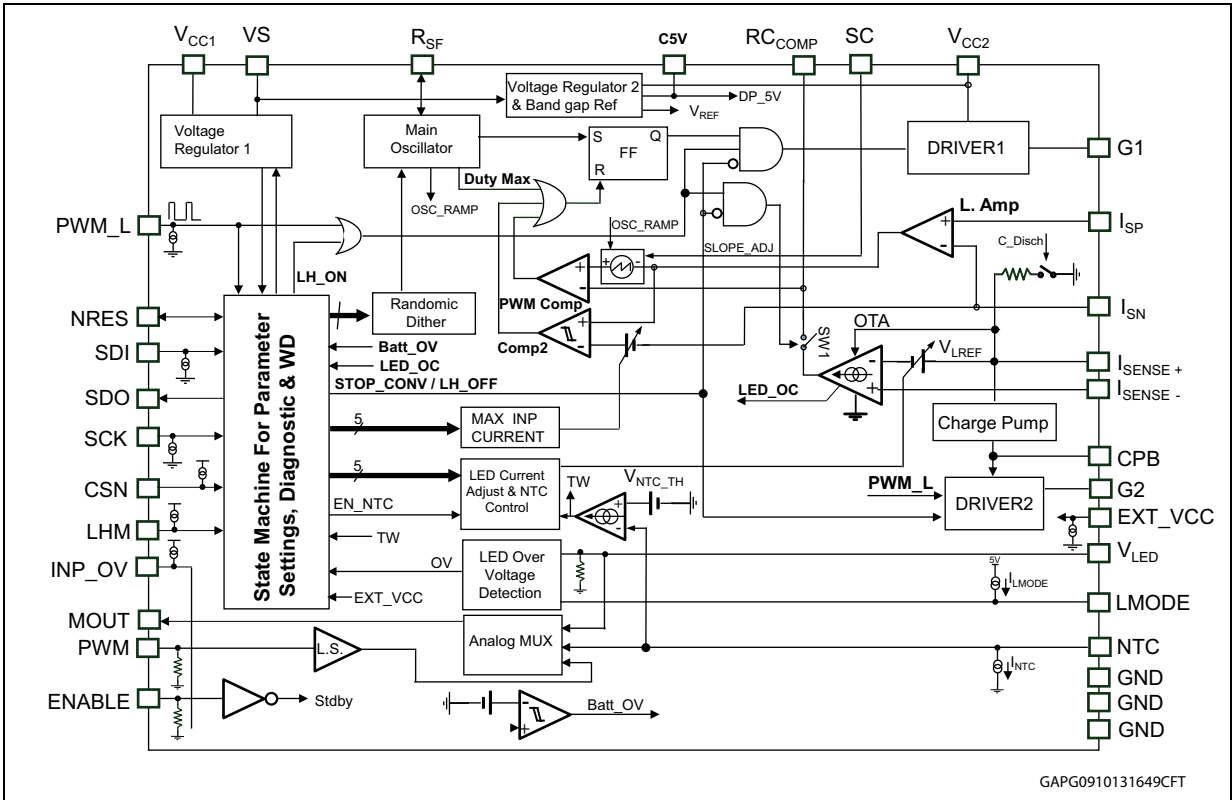 VCC1
VS
RSF
C5V
RCCOMP
SC
VCC2
Voltage Regulator 1
Main Oscillator
Voltage Regulator 2 & Band gap Ref
DP_5V
VREF
S
Q
FF
R
DRIVER1
G1
Duty Max
OSC_RAMP
PWM_L
LH_ON
OSC_RAMP
SLOPE_ADJ
+
-
L. Amp
+
-
ISP
C_Disch
PWM Comp
+
-
Comp2
+
-
ISN
NRES
SDI
SDO
SCK
CSN
LHM
INP_OV
MOUT
PWM
ENABLE
State Machine For Parameter Settings, Diagnostic & WD
Randomic Dither
Batt_OV
LED_OC
STOP_CONV / LH_OFF
SW1
OTA
VLREF
-
+
LED_OC
ISENSE +
ISENSE -
5
MAX INP CURRENT
Charge Pump
CPB
5
LED Current Adjust & NTC Control
EN_NTC
TW
VNTC_TH
+
-
PWM_L
DRIVER2
G2
EXT_VCC
TW
OV
LED Over Voltage Detection
EXT_VCC
VLED
5V
ILMODE
LMODE
Analog MUX
L.S.
NTC
INTC
GND
GND
GND
Stdby
-
+
Batt_OV
GAPG0910131649CFT